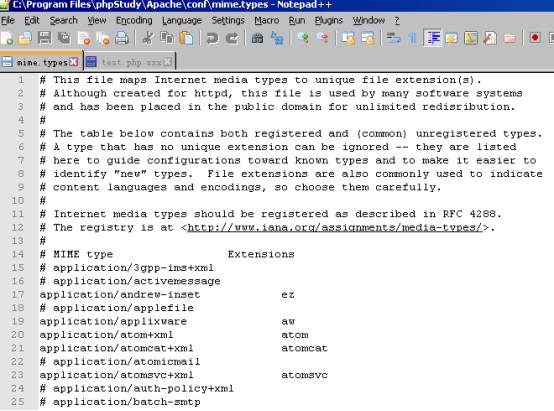 C:\Program Files\phpStudy\Apache\conf\mime.types - Notepad++
File Edit Search View Encoding Language Settings Macro Run Plugins Window ?
mime.types test.php.xxx
1 # This file maps Internet media types to unique file extension(s).
2 # Although created for httpd, this file is used by many software systems
3 # and has been placed in the public domain for unlimited redisribution.
4 #
5 # The table below contains both registered and (common) unregistered types.
6 # A type that has no unique extension can be ignored -- they are listed
7 # here to guide configurations toward known types and to make it easier to
8 # identify "new" types.  File extensions are also commonly used to indicate
9 # content languages and encodings, so choose them carefully.
10 #
11 # Internet media types should be registered as described in RFC 4288.
12 # The registry is at <http://www.iana.org/assignments/media-types/>.
13 #
14 # MIME type Extensions
15 # application/3gpp-ims+xml
16 # application/activemessage
17 application/andrew-inset ez
18 # application/applefile
19 application/applixware aw
20 application/atom+xml atom
21 application/atomcat+xml atomcat
22 # application/atomicmail
23 application/atomsvc+xml atomsvc
24 # application/auth-policy+xml
25 # application/batch-smtp